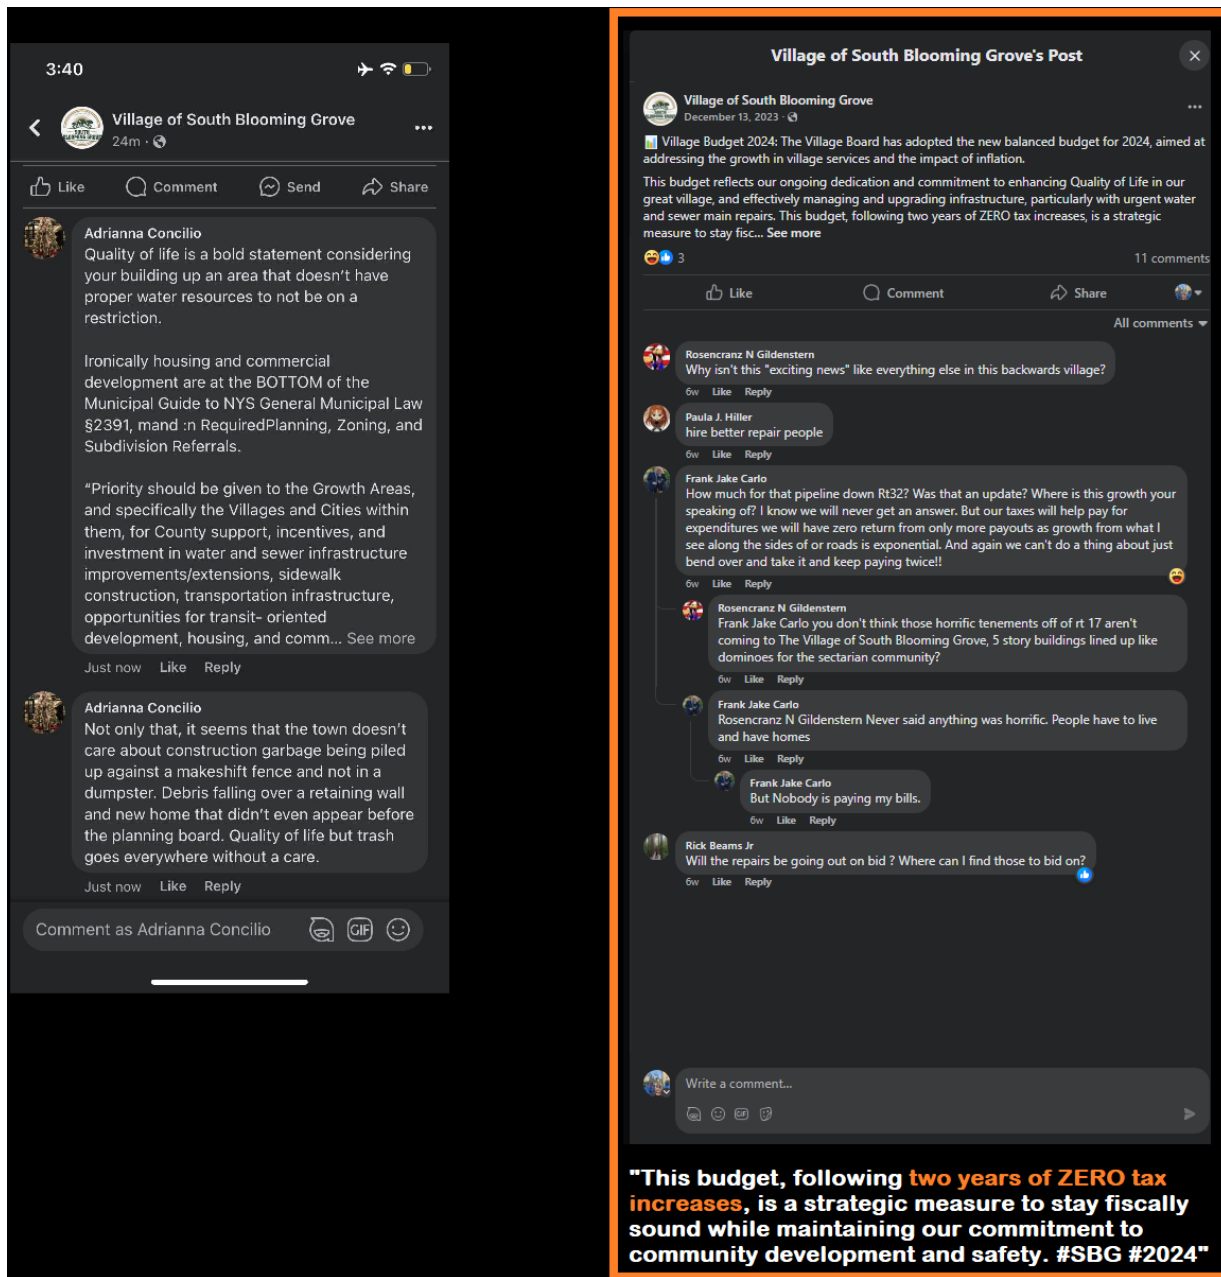 3:40
Village of South Blooming Grove
24m
Like
Comment
Send
Share
Adrianna Concilio
Quality of life is a bold statement considering
your building up an area that doesn't have
proper water resources to not be on a
restriction.
Ironically housing and commercial
development are at the BOTTOM of the
Municipal Guide to NYS General Municipal Law
§2391, mand :n RequiredPlanning, Zoning, and
Subdivision Referrals.
"Priority should be given to the Growth Areas,
and specifically the Villages and Cities within
them, for County support, incentives, and
investment in water and sewer infrastructure
improvements/extensions, sidewalk
construction, transportation infrastructure,
opportunities for transit- oriented
development, housing, and comm... See more
Just now Like Reply
Adrianna Concilio
Not only that, it seems that the town doesn't
care about construction garbage being piled
up against a makeshift fence and not in a
dumpster. Debris falling over a retaining wall
and new home that didn't even appear before
the planning board. Quality of life but trash
goes everywhere without a care.
Just now Like Reply
Comment as Adrianna Concilio
GIF
Village of South Blooming Grove's Post
Village of South Blooming Grove
December 13, 2023
Village Budget 2024: The Village Board has adopted the new balanced budget for 2024, aimed at
addressing the growth in village services and the impact of inflation.
This budget reflects our ongoing dedication and commitment to enhancing Quality of Life in our
great village, and effectively managing and upgrading infrastructure, particularly with urgent water
and sewer main repairs. This budget, following two years of ZERO tax increases, is a strategic
measure to stay fisc... See more
3
11 comments
Like
Comment
Share
All comments
Rosencranz N Gildenstern
Why isn't this "exciting news" like everything else in this backwards village?
6w Like Reply
Paula J. Hiller
hire better repair people
6w Like Reply
Frank Jake Carlo
How much for that pipeline down Rt32? Was that an update? Where is this growth your
speaking of? I know we will never get an answer. But our taxes will help pay for
expenditures we will have zero return from only more payouts as growth from what I
see along the sides of or roads is exponential. And again we can't do a thing about just
bend over and take it and keep paying twice!!
6w Like Reply
Rosencranz N Gildenstern
Frank Jake Carlo you don't think those horrific tenements off of rt 17 aren't
coming to The Village of South Blooming Grove, 5 story buildings lined up like
dominoes for the sectarian community?
6w Like Reply
Frank Jake Carlo
Rosencranz N Gildenstern Never said anything was horrific. People have to live
and have homes
6w Like Reply
Frank Jake Carlo
But Nobody is paying my bills.
6w Like Reply
Rick Beams Jr
Will the repairs be going out on bid ? Where can I find those to bid on?
6w Like Reply
Write a comment...
GIF
"This budget, following two years of ZERO tax
increases, is a strategic measure to stay fiscally
sound while maintaining our commitment to
community development and safety. #SBG #2024"